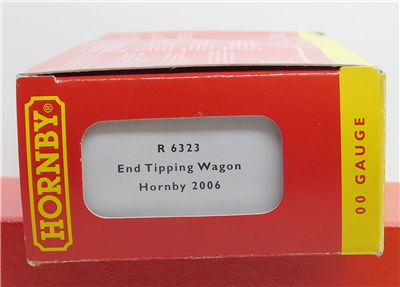 HORNBY®
R 6323
End Tipping Wagon
Hornby 2006
00 GAUGE